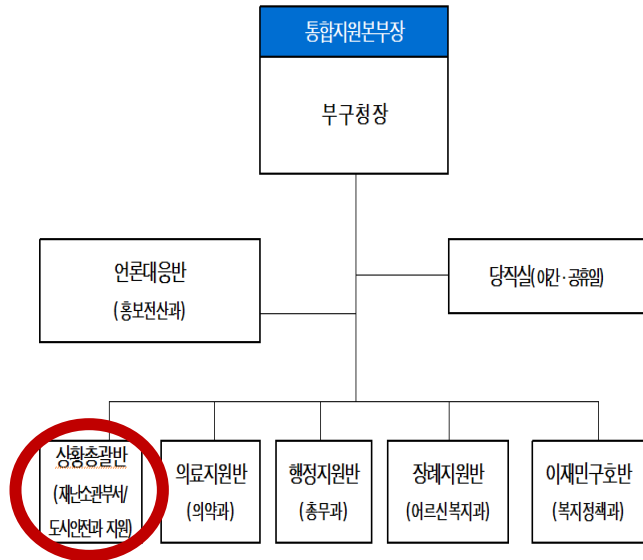 통합지원본부장
부구청장
언론대응반
(홍보전산과)
당직실(야간·공휴일)
상황총괄반
(재난소관부서/
도시안전과 지원)
의료지원반
(의약과)
행정지원반
(총무과)
장례지원반
(어르신복지과)
이재민구호반
(복지정책과)